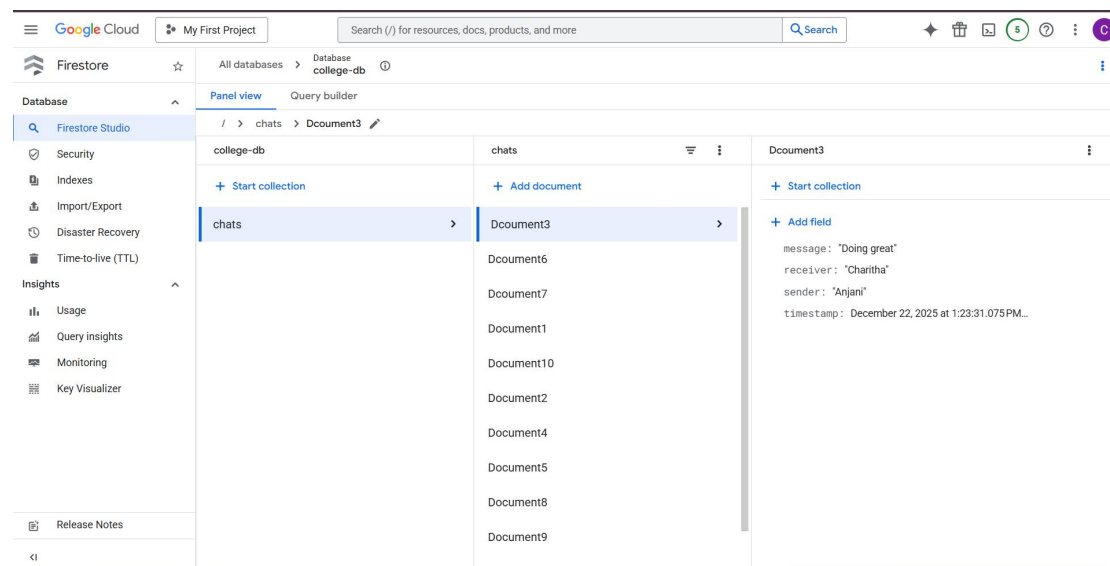 Google Cloud
My First Project
Search (/) for resources, docs, products, and more
Search
5
C
Firestore
All databases > Database college-db
Database
Firestore Studio
Security
Indexes
Import/Export
Disaster Recovery
Time-to-live (TTL)
Insights
Usage
Query insights
Monitoring
Key Visualizer
Release Notes
Panel view
Query builder
/ > chats > Dcoument3
college-db
+ Start collection
chats
chats
+ Add document
Dcoument3
Dcoument6
Dcoument7
Document1
Document10
Document2
Document4
Document5
Document8
Document9
Dcoument3
+ Start collection
+ Add field
message: "Doing great"
receiver: "Charitha"
sender: "Anjani"
timestamp: December 22, 2025 at 1:23:31.075 PM...